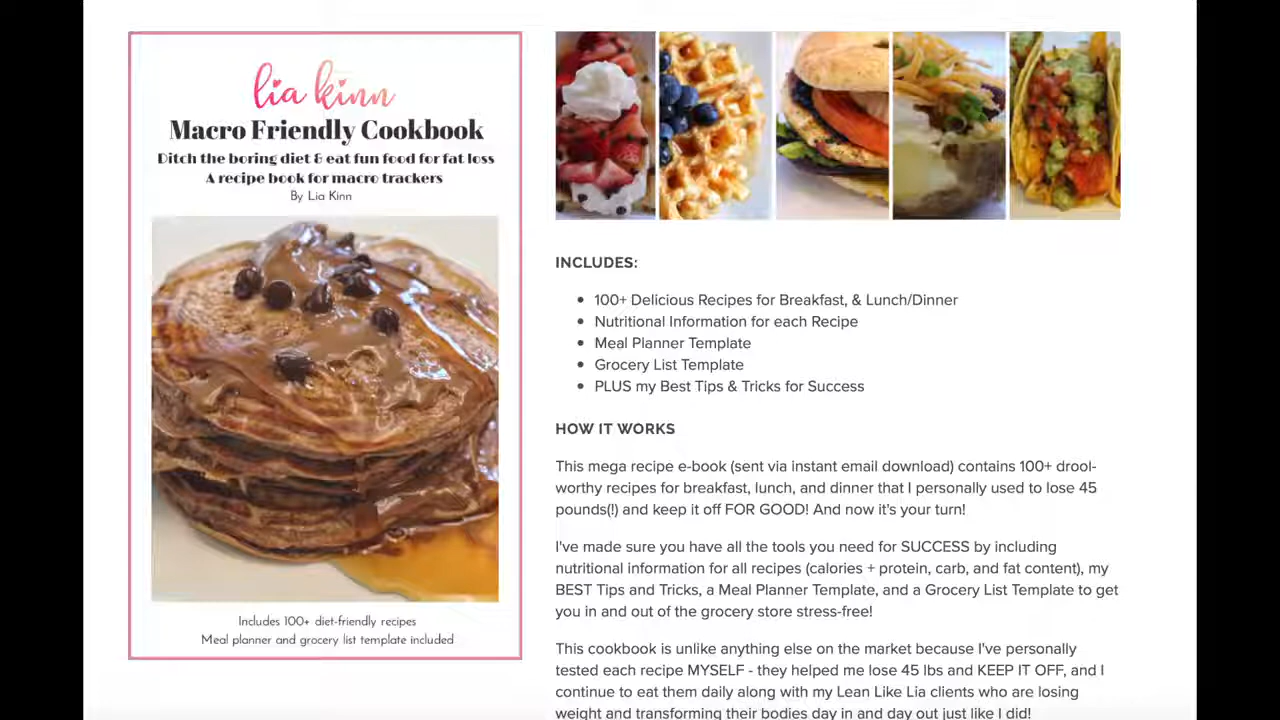 lia kinn
Macro Friendly Cookbook
Ditch the boring diet & eat fun food for fat loss
A recipe book for macro trackers
By Lia Kinn
Includes 100+ diet-friendly recipes
Meal planner and grocery list template included
INCLUDES:
100+ Delicious Recipes for Breakfast, & Lunch/Dinner
Nutritional Information for each Recipe
Meal Planner Template
Grocery List Template
PLUS my Best Tips & Tricks for Success
HOW IT WORKS
This mega recipe e-book (sent via instant email download) contains 100+ drool-
worthy recipes for breakfast, lunch, and dinner that I personally used to lose 45
pounds(!) and keep it off FOR GOOD! And now it's your turn!
I've made sure you have all the tools you need for SUCCESS by including
nutritional information for all recipes (calories + protein, carb, and fat content), my
BEST Tips and Tricks, a Meal Planner Template, and a Grocery List Template to get
you in and out of the grocery store stress-free!
This cookbook is unlike anything else on the market because I've personally
tested each recipe MYSELF - they helped me lose 45 lbs and KEEP IT OFF, and I
continue to eat them daily along with my Lean Like Lia clients who are losing
weight and transforming their bodies day in and day out just like I did!